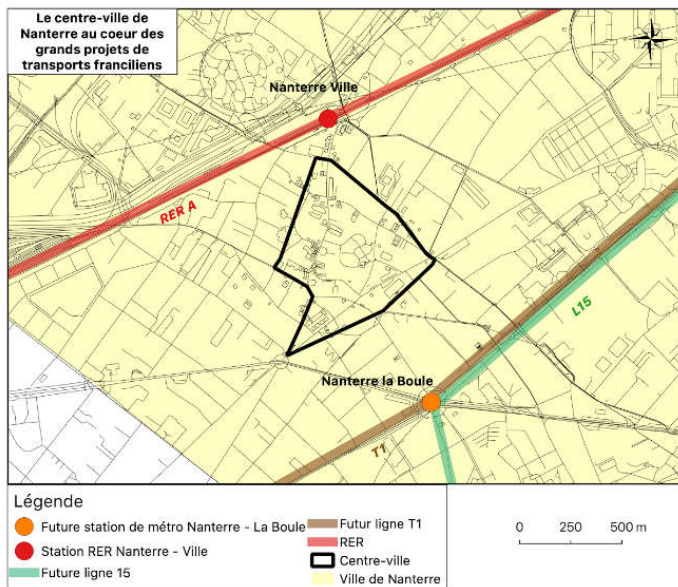 Le centre-ville de
Nanterre au coeur des
grands projets de
transports franciliens
Nanterre Ville
RER A
L15
Nanterre la Boule
T1
Légende
Future station de métro Nanterre - La Boule
Station RER Nanterre - Ville
Future ligne 15
Futur ligne T1
RER
Centre-ville
Ville de Nanterre
0 250 500 m